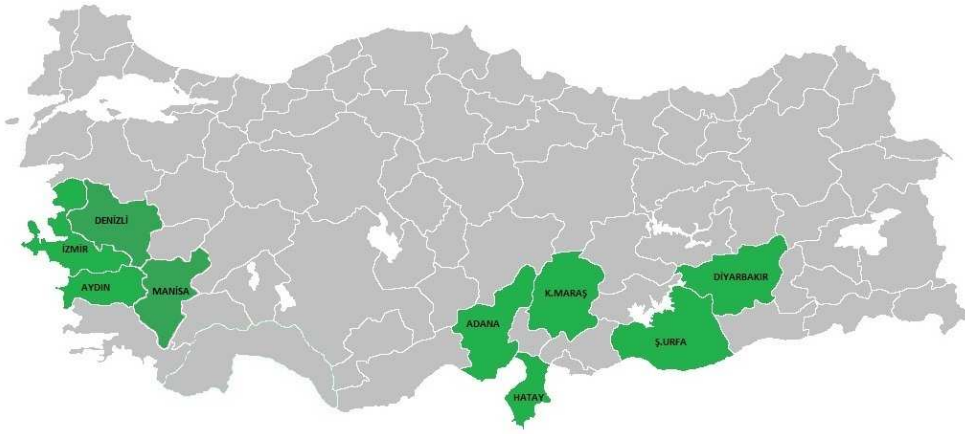 DENİZLİ
İZMİR
AYDIN
MANİSA
ADANA
K.MARAŞ
HATAY
Ş.URFA
DİYARBAKIR